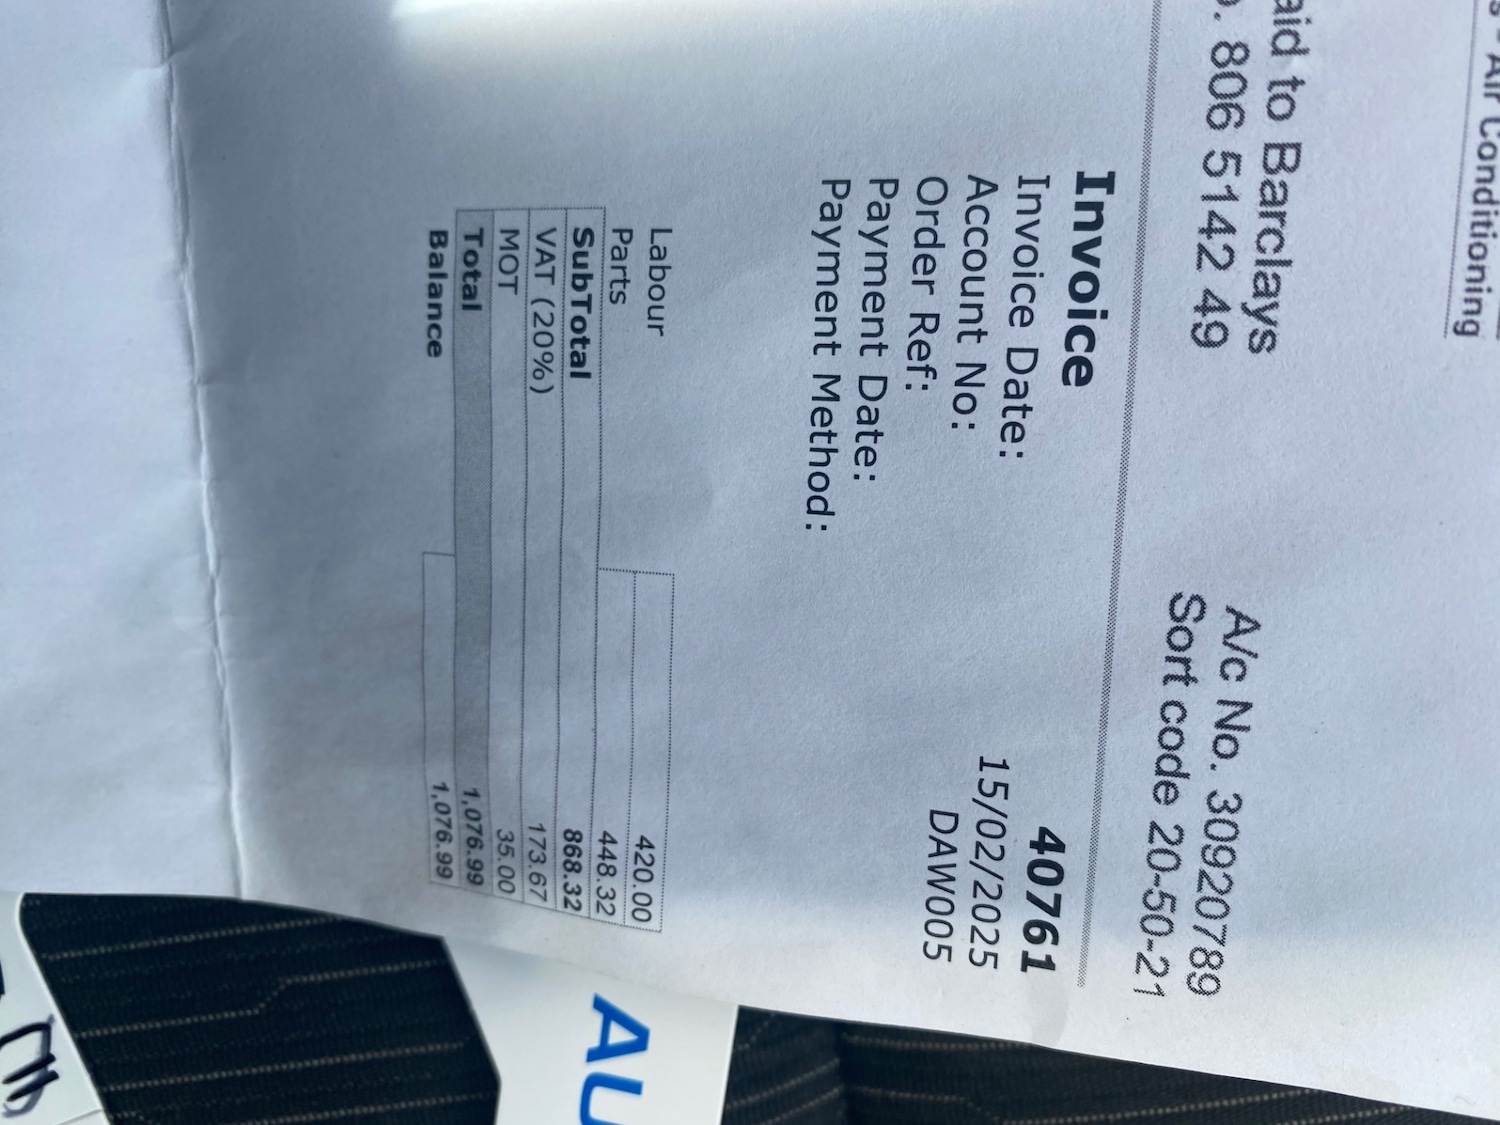 Air Conditioning
aid to Barclays
A/c No. 30920789
. 806 5142 49
Sort code 20-50-21
Invoice 40761
Invoice Date: 15/02/2025
Account No: DAW005
Order Ref:
Payment Date:
Payment Method:
Labour 420.00
Parts 448.32
SubTotal 868.32
VAT (20%) 173.67
MOT 35.00
Total 1,076.99
Balance 1,076.99
AU